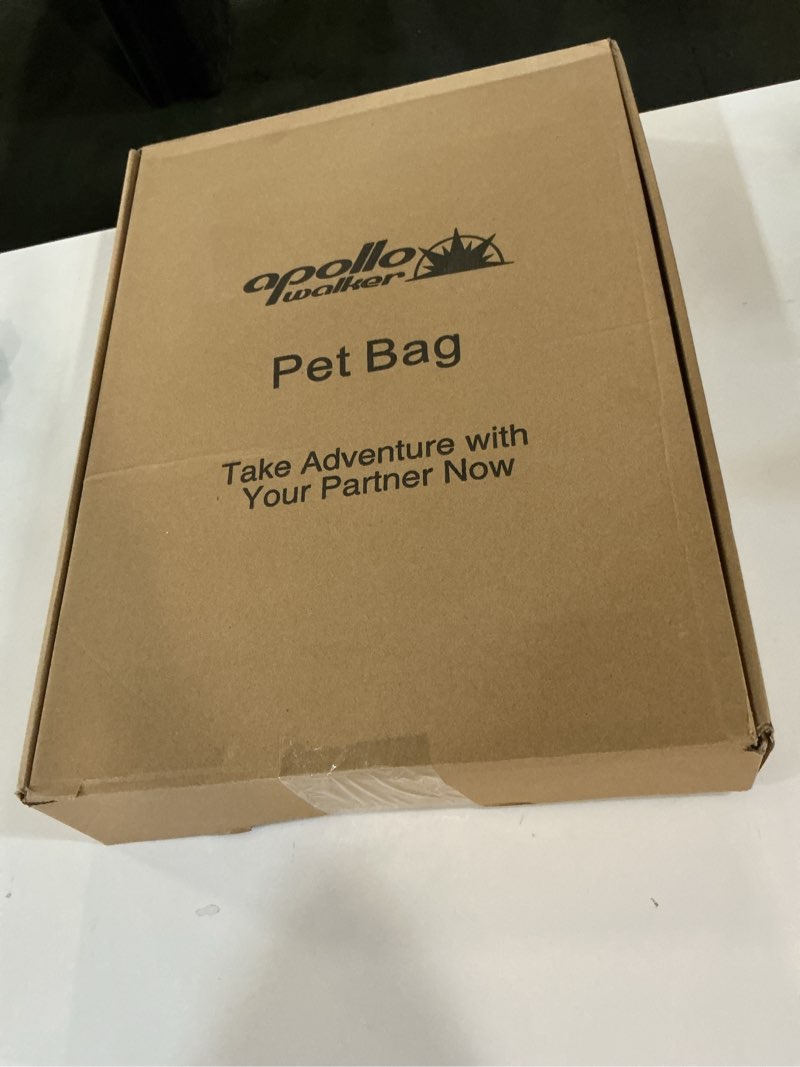 apollo
walker
Pet Bag
Take Adventure with
Your Partner Now